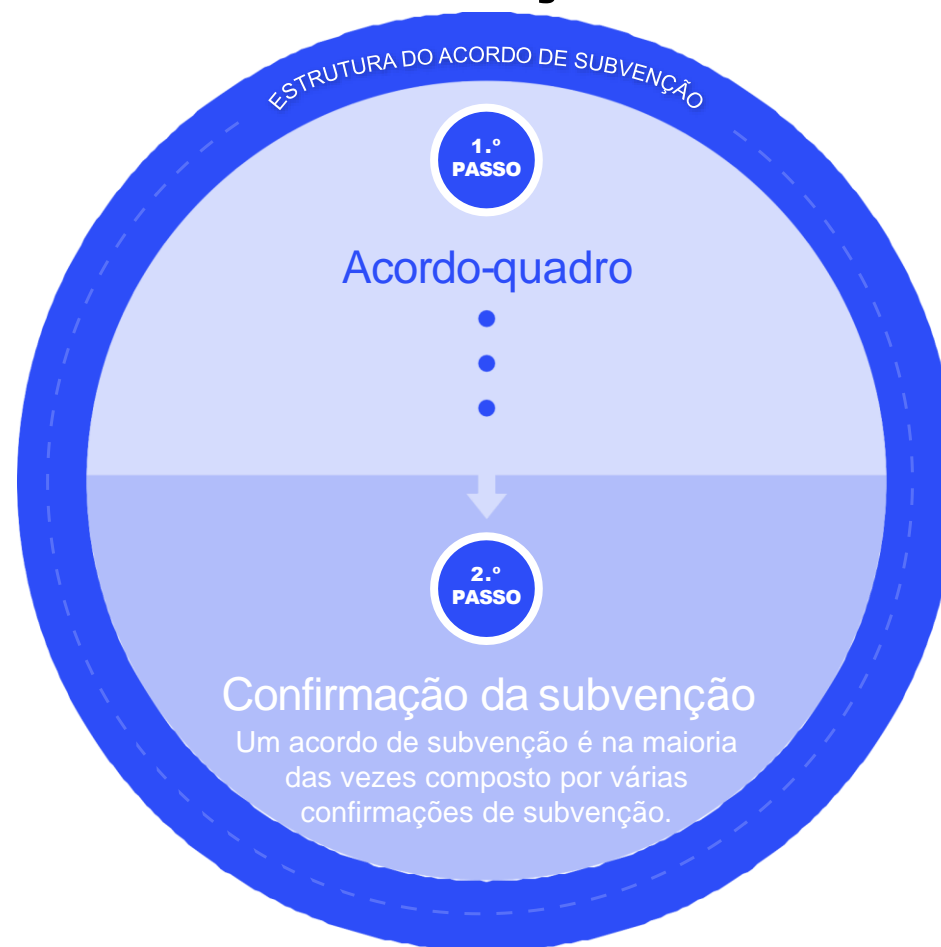 ESTRUTURA DO ACORDO DE SUBVENÇÃO
1.º
PASSO
Acordo-quadro
2.º
PASSO
Confirmação da subvenção
Um acordo de subvenção é na maioria
das vezes composto por várias
confirmações de subvenção.